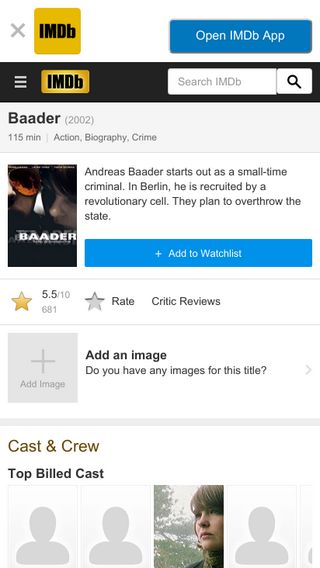 IMDb
Open IMDb App
IMDb
Search IMDb
Baader (2002)
115 min | Action, Biography, Crime
Andreas Baader starts out as a small-time
criminal. In Berlin, he is recruited by a
revolutionary cell. They plan to overthrow the
state.
BAADER
+ Add to Watchlist
5.5/10
681
Rate
Critic Reviews
Add Image
Add an image
Do you have any images for this title?
Cast & Crew
Top Billed Cast